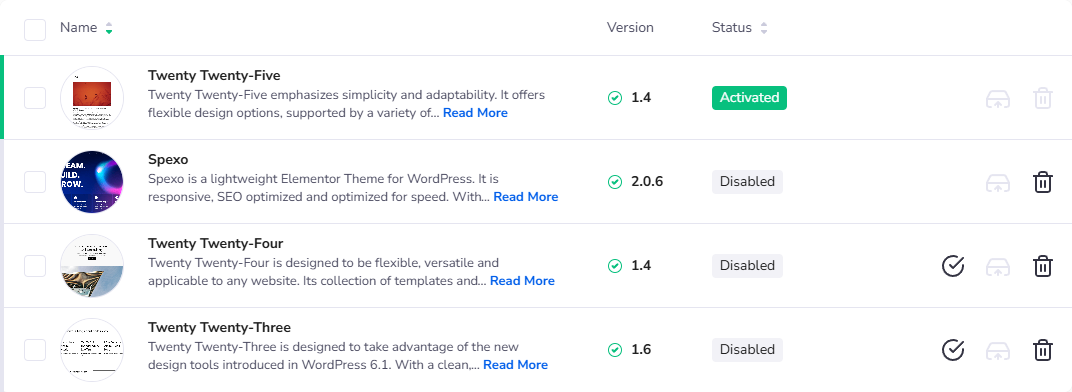 Name Version Status
Twenty Twenty-Five
Twenty Twenty-Five emphasizes simplicity and adaptability. It offers
flexible design options, supported by a variety of... Read More
1.4
Activated
Spexo
Spexo is a lightweight Elementor Theme for WordPress. It is
responsive, SEO optimized and optimized for speed. With... Read More
2.0.6
Disabled
Twenty Twenty-Four
Twenty Twenty-Four is designed to be flexible, versatile and
applicable to any website. Its collection of templates and... Read More
1.4
Disabled
Twenty Twenty-Three
Twenty Twenty-Three is designed to take advantage of the new
design tools introduced in WordPress 6.1. With a clean,... Read More
1.6
Disabled